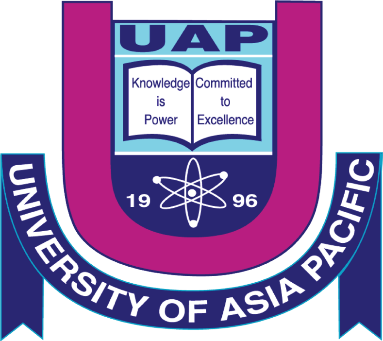 UAP
Knowledge
is
Power
Committed
to
Excellence
19 96
UNIVERSITY OF ASIA PACIFIC